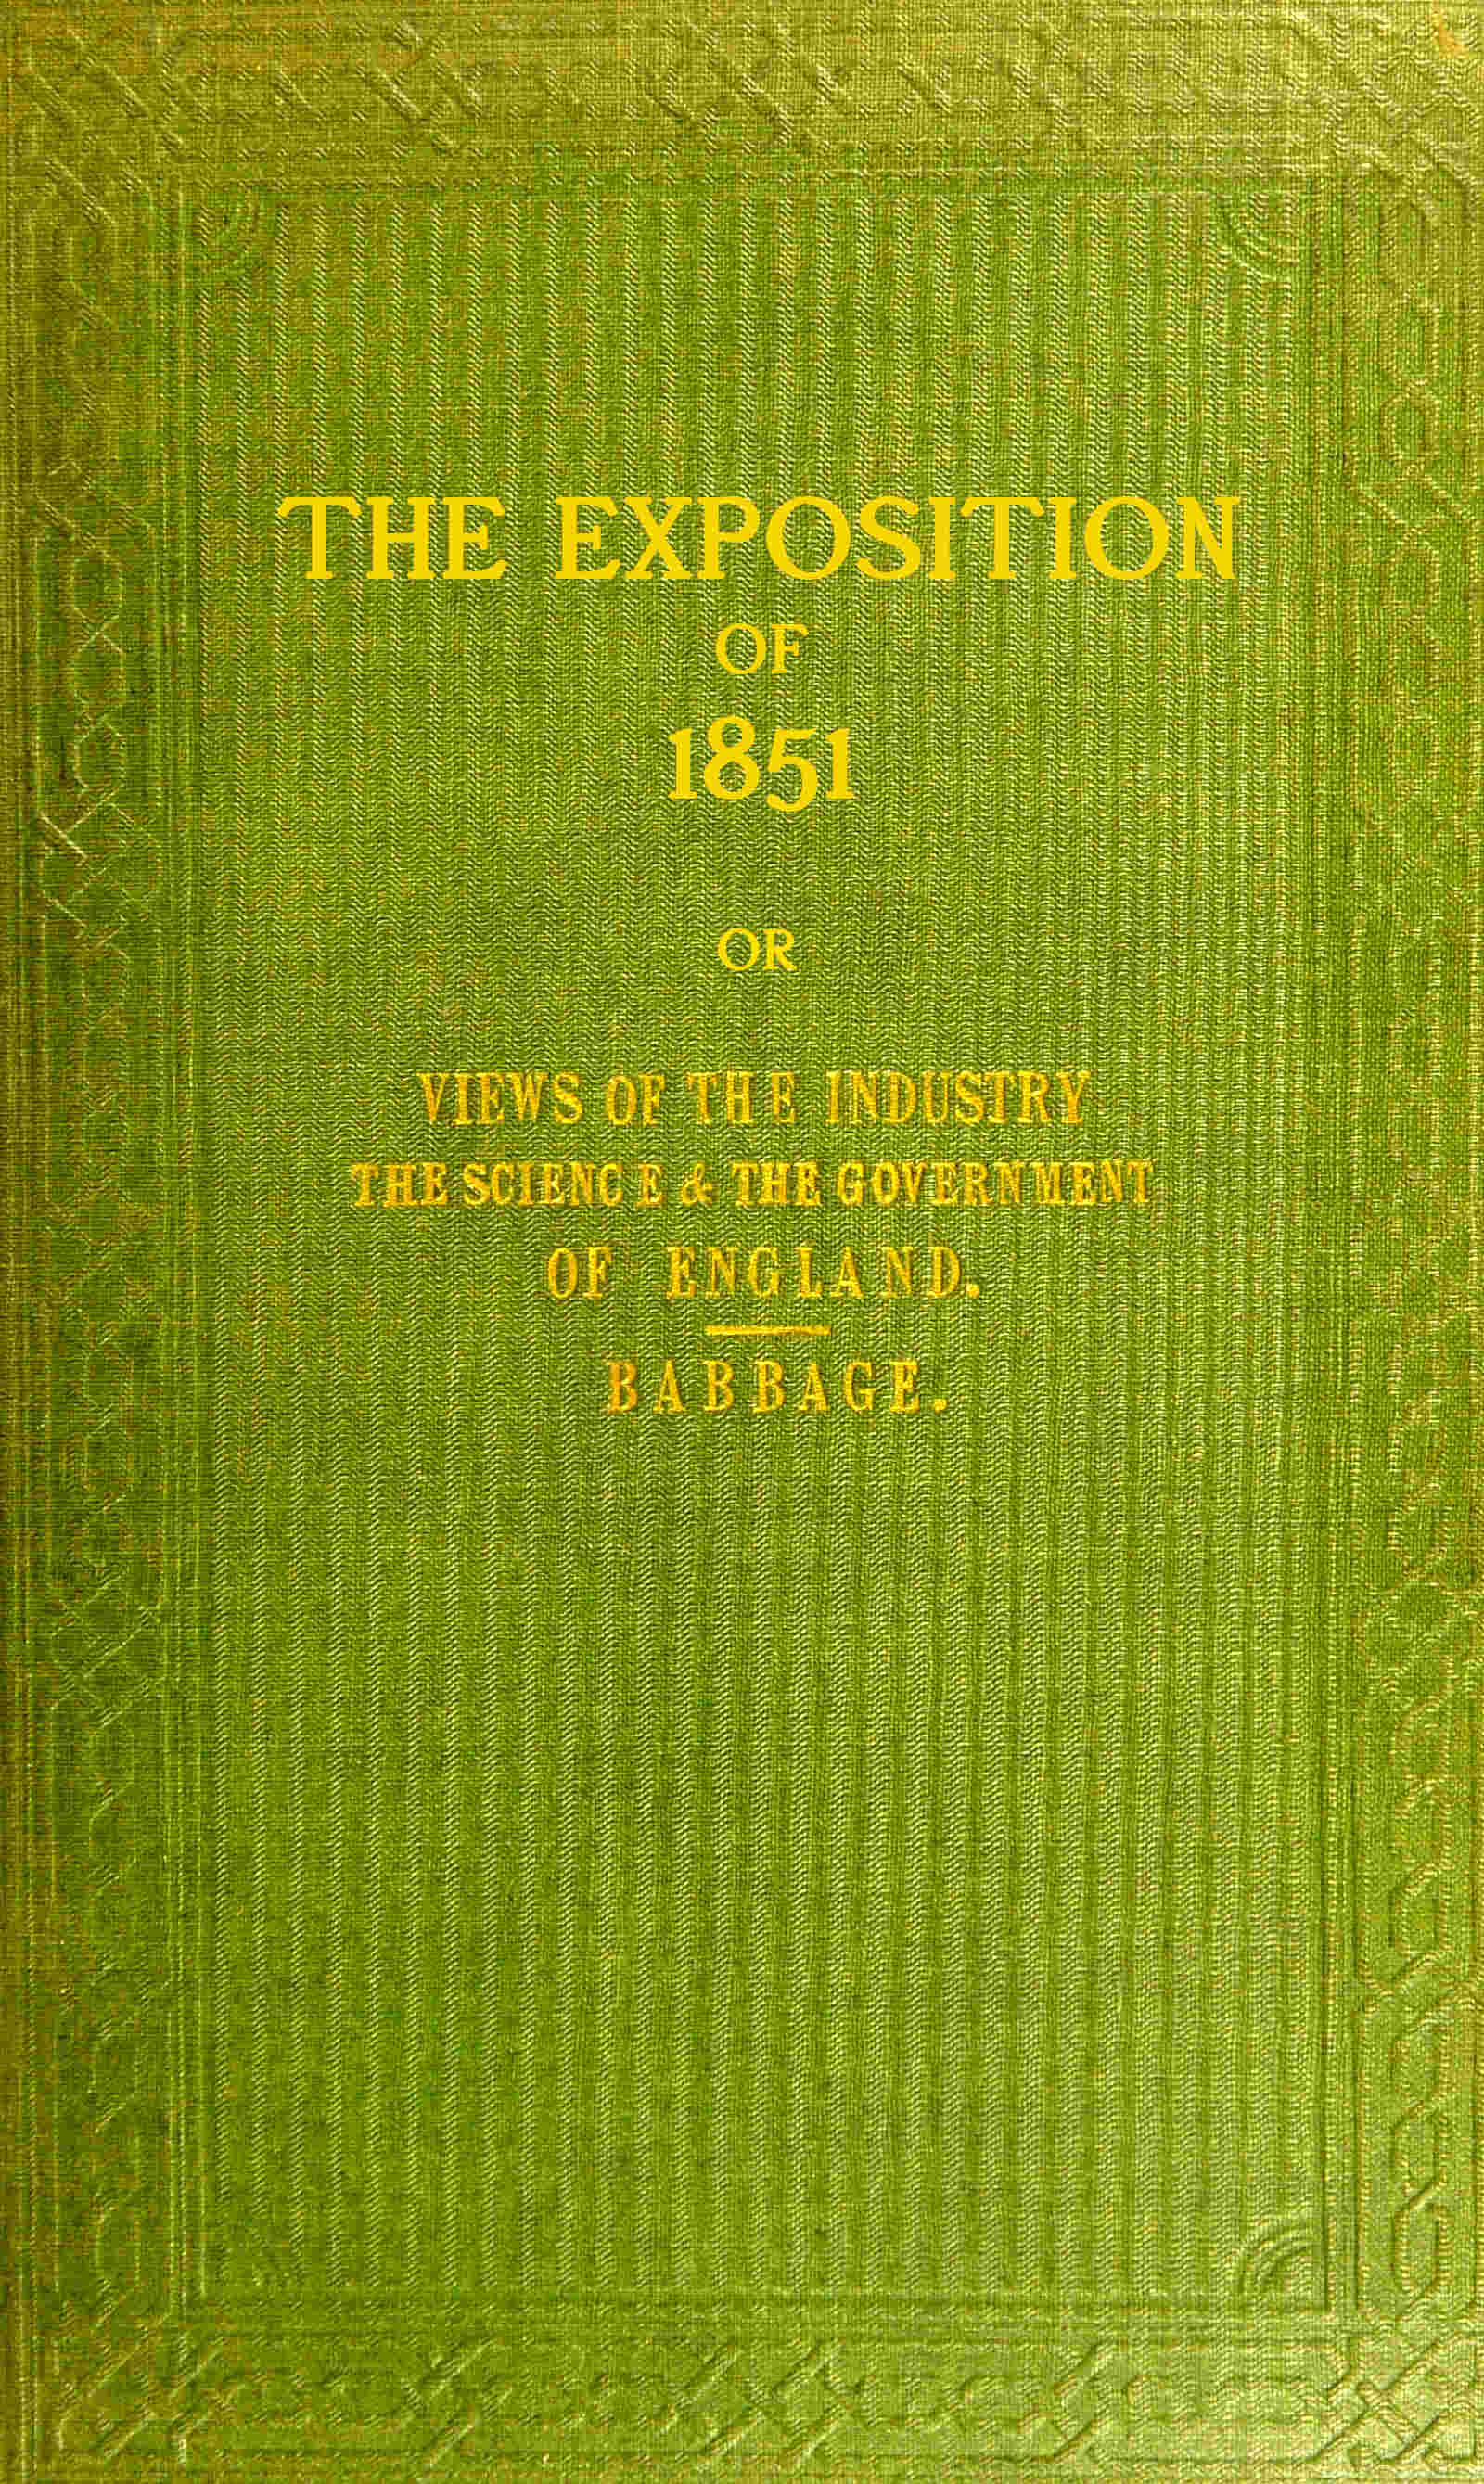 THE EXPOSITION
OF
1851
OR
VIEWS OF THE INDUSTRY
THE SCIENCE & THE GOVERNMENT
OF ENGLAND.
BABBAGE.